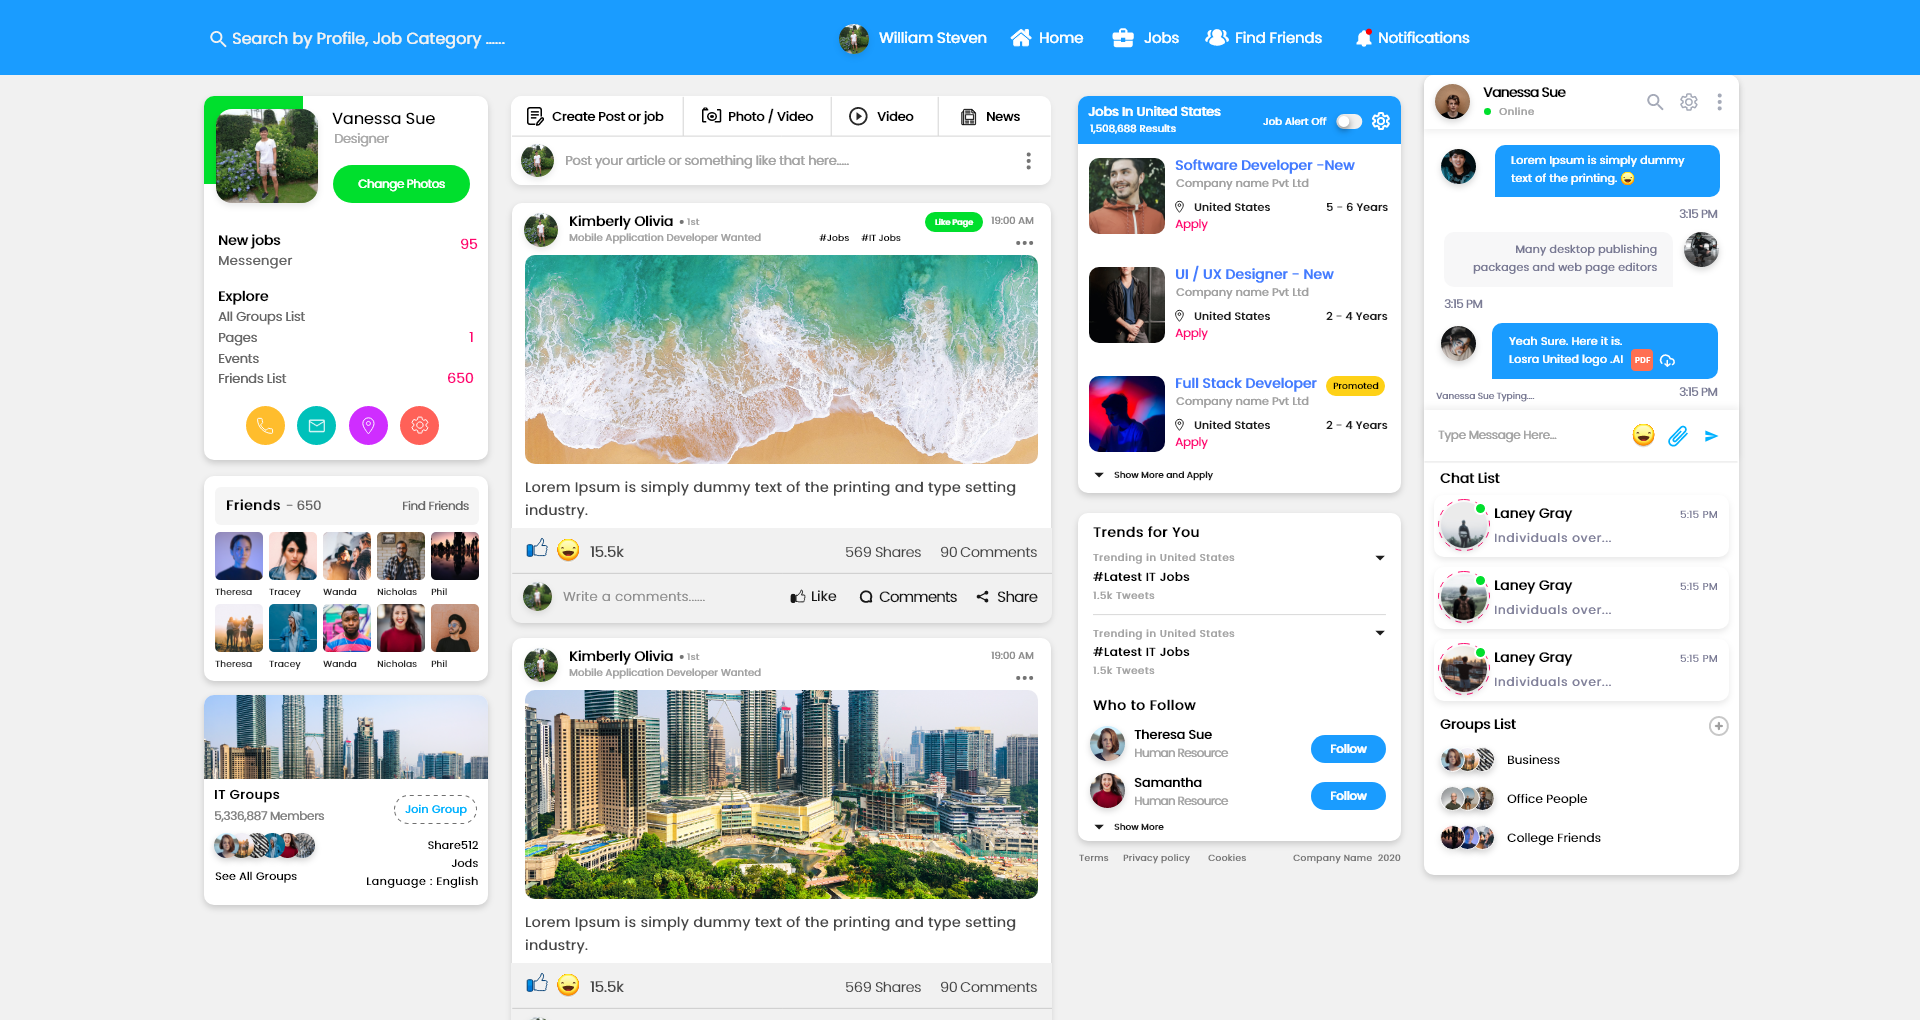 Search by Profile, Job Category ......
William Steven
Home
Jobs
Find Friends
Notifications
Vanessa Sue
Designer
Change Photos
New jobs
95
Messenger
Explore
All Groups List
Pages
1
Events
Friends List
650
Friends - 650
Find Friends
Theresa
Tracey
Wanda
Nicholas
Phil
Theresa
Tracey
Wanda
Nicholas
Phil
IT Groups
5,336,887 Members
Join Group
Share512
Jods
See All Groups
Language : English
Create Post or job
Photo / Video
Video
News
Post your article or something like that here.....
Kimberly Olivia • 1st
Mobile Application Developer Wanted
#Jobs
#IT Jobs
Like Page
19:00 AM
Lorem Ipsum is simply dummy text of the printing and type setting
industry.
15.5k
569 Shares
90 Comments
Write a comments......
Like
Comments
Share
Kimberly Olivia • 1st
Mobile Application Developer Wanted
19:00 AM
Lorem Ipsum is simply dummy text of the printing and type setting
industry.
15.5k
569 Shares
90 Comments
Jobs In United States
1,508,688 Results
Job Alert Off
Software Developer -New
Company name Pvt Ltd
United States
5 - 6 Years
Apply
UI / UX Designer - New
Company name Pvt Ltd
United States
2 - 4 Years
Apply
Full Stack Developer
Promoted
Company name Pvt Ltd
United States
2 - 4 Years
Apply
Show More and Apply
Trends for You
Trending in United States
#Latest IT Jobs
1.5k Tweets
Trending in United States
#Latest IT Jobs
1.5k Tweets
Who to Follow
Theresa Sue
Human Resource
Follow
Samantha
Human Resource
Follow
Show More
Terms
Privacy policy
Cookies
Company Name 2020
Vanessa Sue
Online
Lorem Ipsum is simply dummy
text of the printing.
3:15 PM
Many desktop publishing
packages and web page editors
3:15 PM
Yeah Sure. Here it is.
Losra United logo .AI
PDF
3:15 PM
Vanessa Sue Typing....
Type Message Here...
Chat List
Laney Gray
5:15 PM
Individuals over...
Laney Gray
5:15 PM
Individuals over...
Laney Gray
5:15 PM
Individuals over...
Groups List
Business
Office People
College Friends